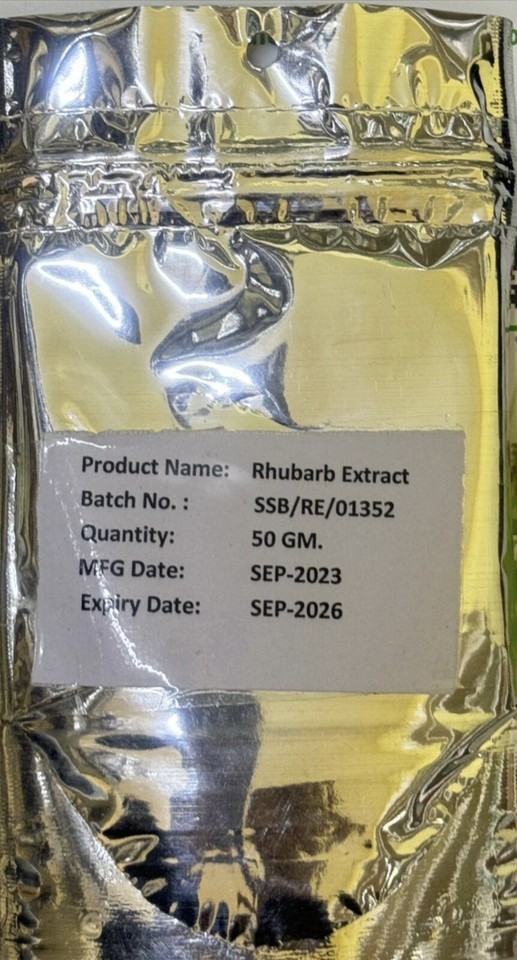 Product Name: Rhubarb Extract
Batch No. : SSB/RE/01352
Quantity: 50 GM.
MFG Date: SEP-2023
Expiry Date: SEP-2026